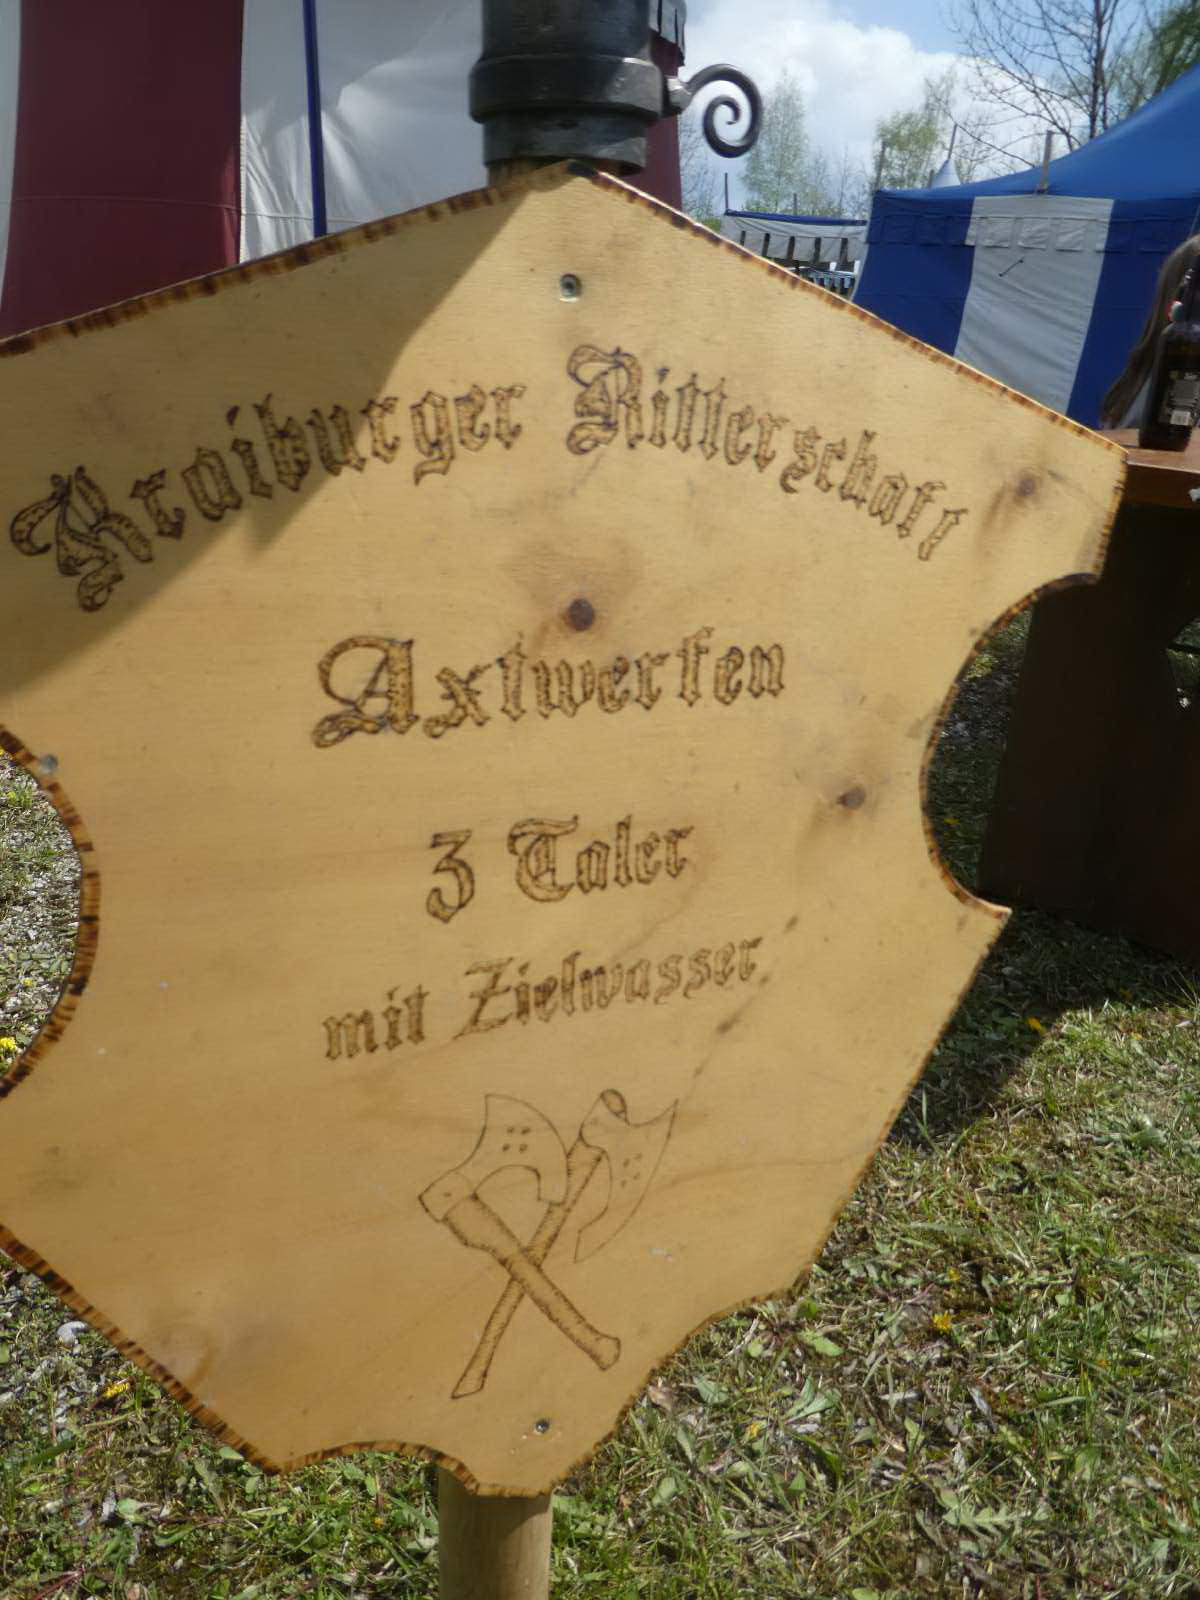 Kraiburger Ritterschaft
Axtwerfen
3 Taler
mit Zielwasser